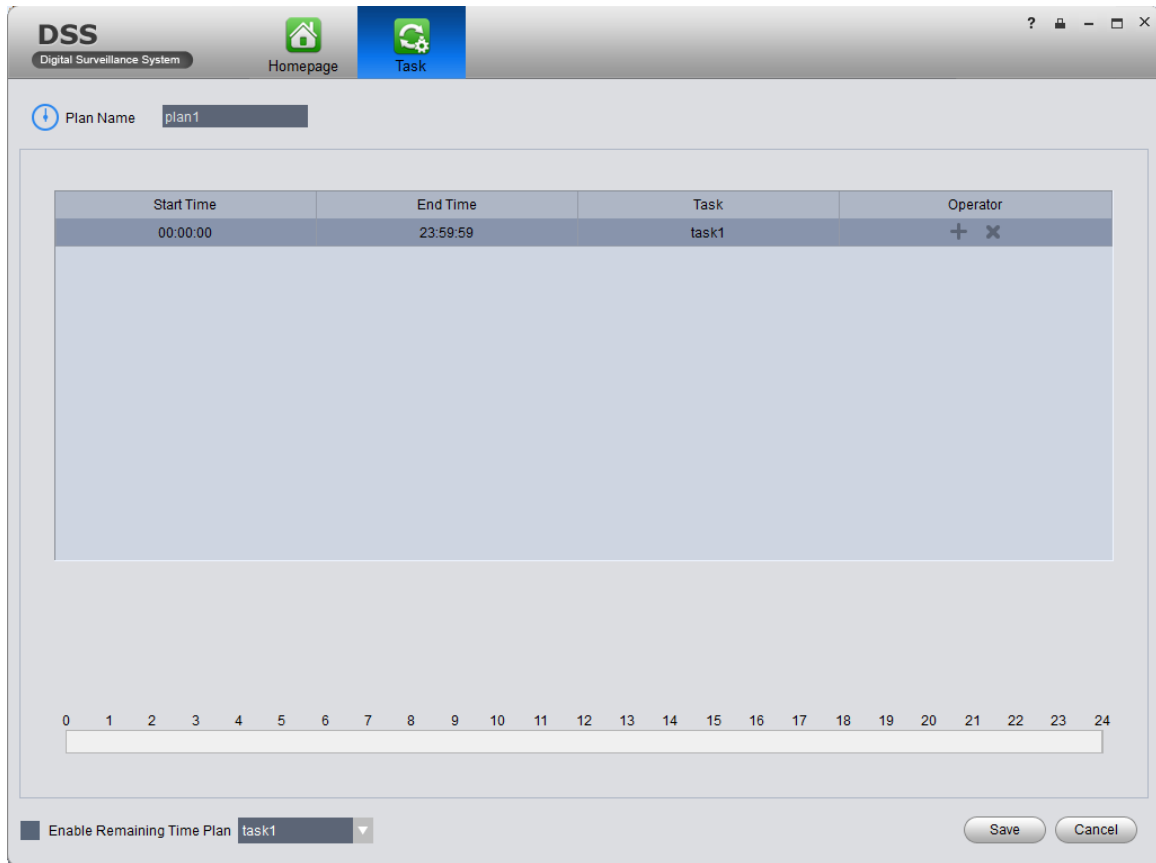 DSS
Digital Surveillance System
Homepage
Task
?
Plan Name plan1
Start Time End Time Task Operator
00:00:00 23:59:59 task1
0 1 2 3 4 5 6 7 8 9 10 11 12 13 14 15 16 17 18 19 20 21 22 23 24
Enable Remaining Time Plan task1 Save Cancel